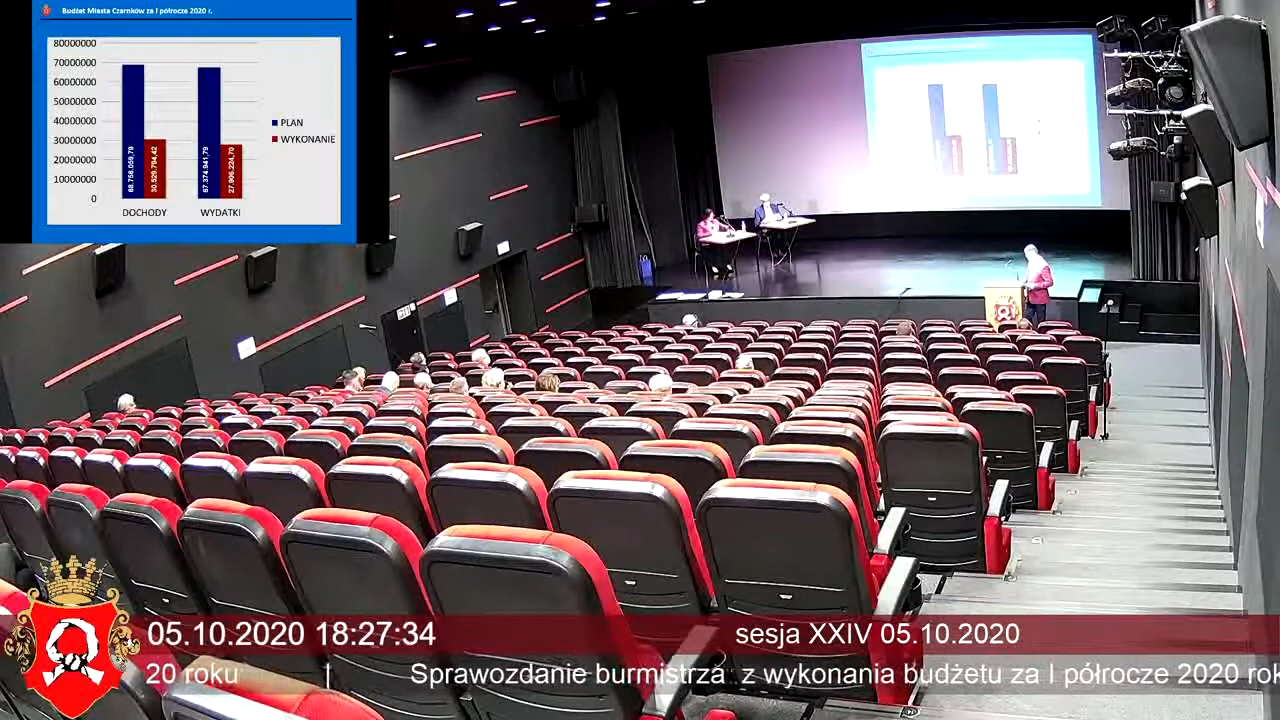 Budżet Miasta Czarnków za I półrocze 2020 r.
80000000
70000000
60000000
50000000
40000000
30000000
20000000
10000000
0
68.756.059,79
30.529.794,42
67.374.941,79
27.906.224,70
DOCHODY
WYDATKI
PLAN
WYKONANIE
05.10.2020 18:27:34
sesja XXIV 05.10.2020
20 roku | Sprawozdanie burmistrza z wykonania budżetu za I półrocze 2020 rok